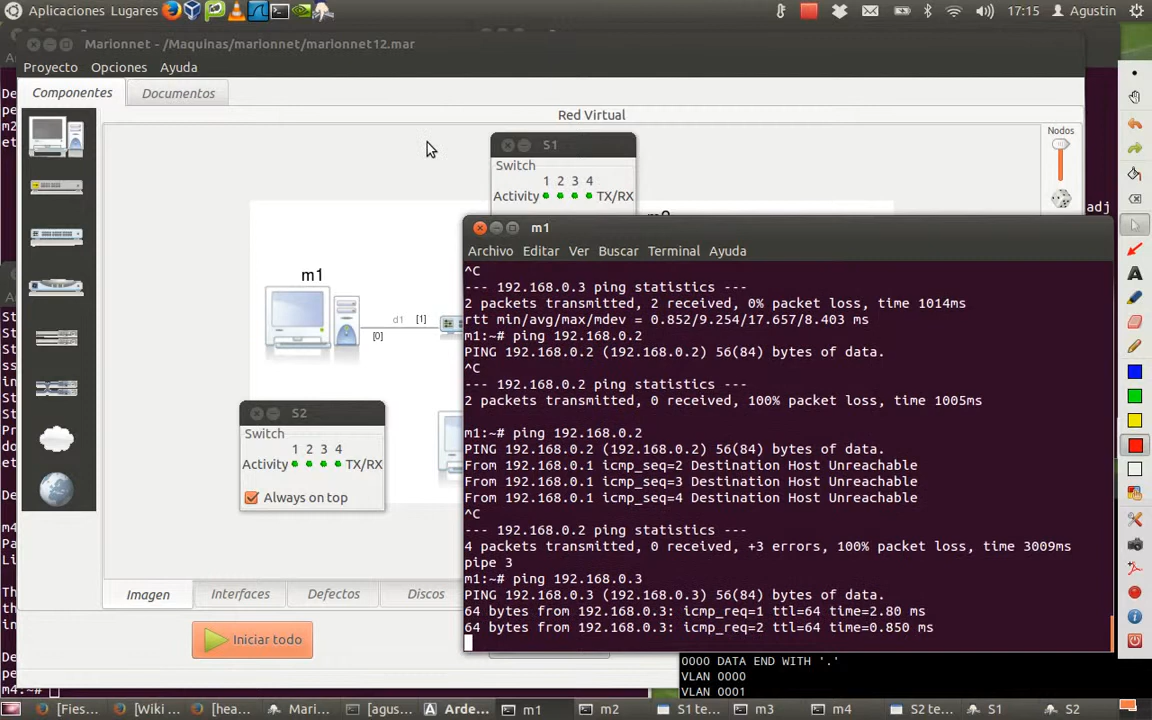 Aplicaciones Lugares 17:15 Agustin
Marionnet - /Maquinas/marionnet/marionnet12.mar
Proyecto Opciones Ayuda
Componentes Documentos
Red Virtual
Nodos
S1
Switch
1 2 3 4
Activity TX/RX
m1
d1 [1]
[0]
S2
Switch
1 2 3 4
Activity TX/RX
Always on top
Imagen Interfaces Defectos Discos
Iniciar todo
adj
m1
Archivo Editar Ver Buscar Terminal Ayuda
^C
--- 192.168.0.3 ping statistics ---
2 packets transmitted, 2 received, 0% packet loss, time 1014ms
rtt min/avg/max/mdev = 0.852/9.254/17.657/8.403 ms
m1:~# ping 192.168.0.2
PING 192.168.0.2 (192.168.0.2) 56(84) bytes of data.
^C
--- 192.168.0.2 ping statistics ---
2 packets transmitted, 0 received, 100% packet loss, time 1005ms
m1:~# ping 192.168.0.2
PING 192.168.0.2 (192.168.0.2) 56(84) bytes of data.
From 192.168.0.1 icmp_seq=2 Destination Host Unreachable
From 192.168.0.1 icmp_seq=3 Destination Host Unreachable
From 192.168.0.1 icmp_seq=4 Destination Host Unreachable
^C
--- 192.168.0.2 ping statistics ---
4 packets transmitted, 0 received, +3 errors, 100% packet loss, time 3009ms
pipe 3
m1:~# ping 192.168.0.3
PING 192.168.0.3 (192.168.0.3) 56(84) bytes of data.
64 bytes from 192.168.0.3: icmp_req=1 ttl=64 time=2.80 ms
64 bytes from 192.168.0.3: icmp_req=2 ttl=64 time=0.850 ms
0000 DATA END WITH '.'
VLAN 0000
VLAN 0001
m4:~#
[Fies... [Wiki ... [hea... Mari... [agus... Arde... m1 m2 S1 te... m3 m4 S2 te... S1 S2